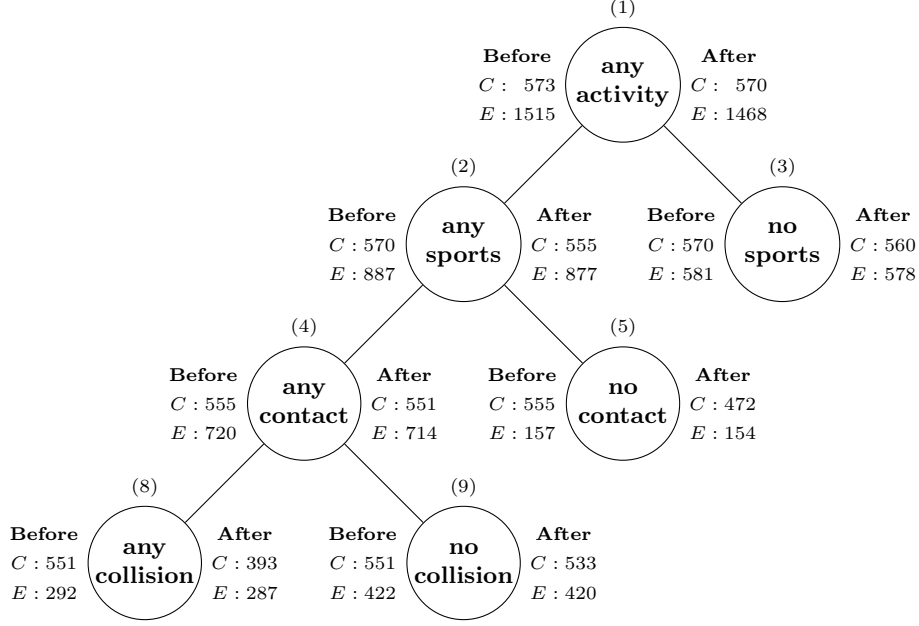 (1)
Before
C : 573
E : 1515
any
activity
After
C : 570
E : 1468
(2)
Before
C : 570
E : 887
any
sports
After
C : 555
E : 877
(3)
Before
C : 570
E : 581
no
sports
After
C : 560
E : 578
(4)
Before
C : 555
E : 720
any
contact
After
C : 551
E : 714
(5)
Before
C : 555
E : 157
no
contact
After
C : 472
E : 154
(8)
Before
C : 551
E : 292
any
collision
After
C : 393
E : 287
(9)
Before
C : 551
E : 422
no
collision
After
C : 533
E : 420